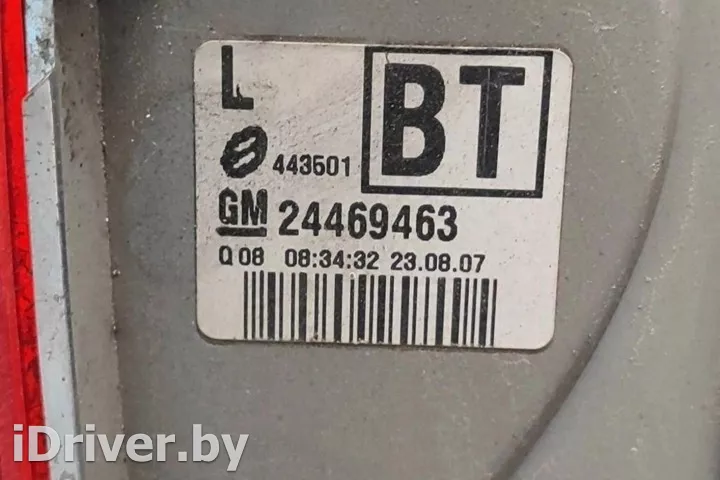 L
BT
443501
GM 24469463
Q 08 08:34:32 23.08.07
iDriver.by